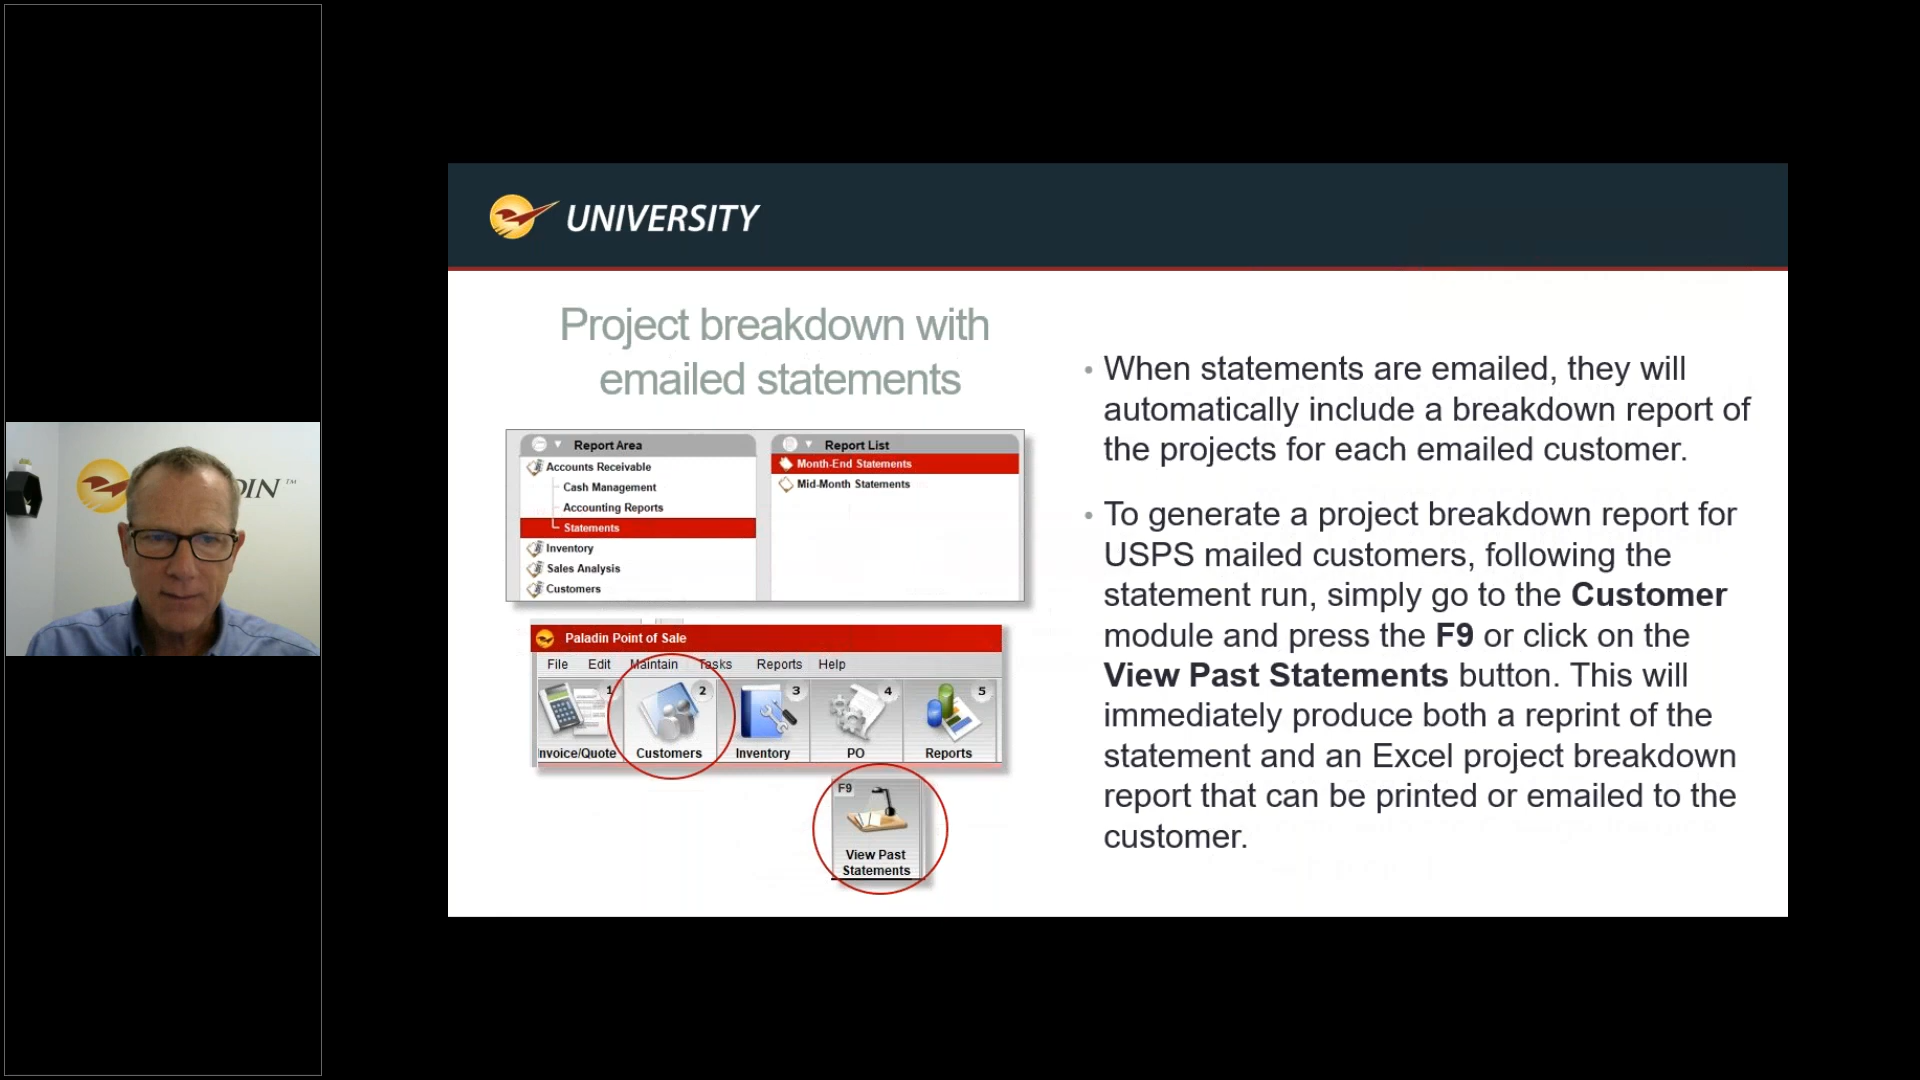 UNIVERSITY
Project breakdown with
emailed statements
Report Area
Accounts Receivable
Cash Management
Accounting Reports
Statements
Inventory
Sales Analysis
Customers
Report List
Month-End Statements
Mid-Month Statements
Paladin Point of Sale
File Edit Maintain Tasks Reports Help
1 2 3 4 5
nvoice/Quote Customers Inventory PO Reports
F9
View Past
Statements
• When statements are emailed, they will
automatically include a breakdown report of
the projects for each emailed customer.
• To generate a project breakdown report for
USPS mailed customers, following the
statement run, simply go to the Customer
module and press the F9 or click on the
View Past Statements button. This will
immediately produce both a reprint of the
statement and an Excel project breakdown
report that can be printed or emailed to the
customer.
DIN™